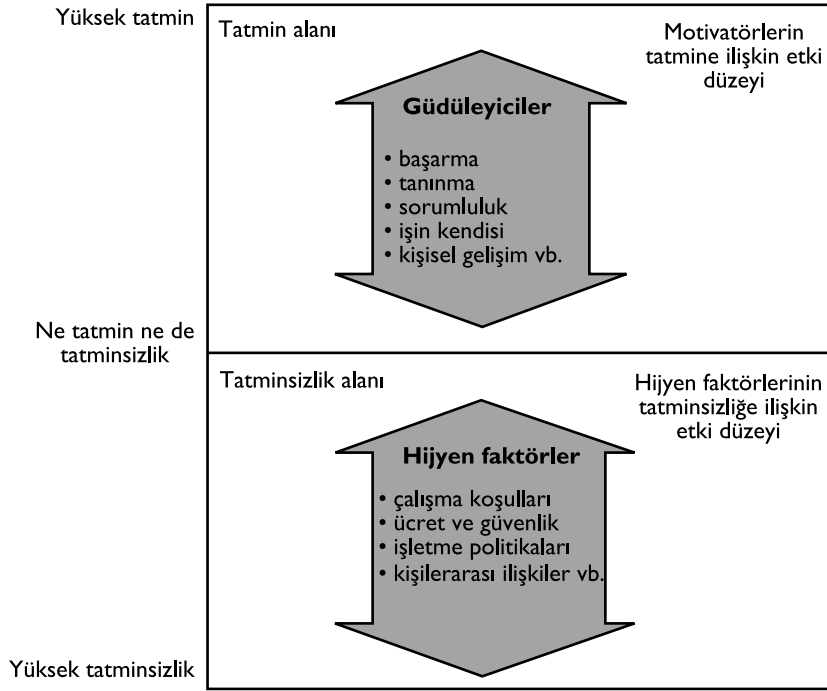 Yüksek tatmin
Tatmin alanı
Motivatörlerin
tatmine ilişkin etki
düzeyi
Güdüleyiciler
• başarma
• tanınma
• sorumluluk
• işin kendisi
• kişisel gelişim vb.
Ne tatmin ne de
tatminsizlik
Tatminsizlik alanı
Hijyen faktörlerinin
tatminsizliğe ilişkin
etki düzeyi
Hijyen faktörler
• çalışma koşulları
• ücret ve güvenlik
• işletme politikaları
• kişilerarası ilişkiler vb.
Yüksek tatminsizlik